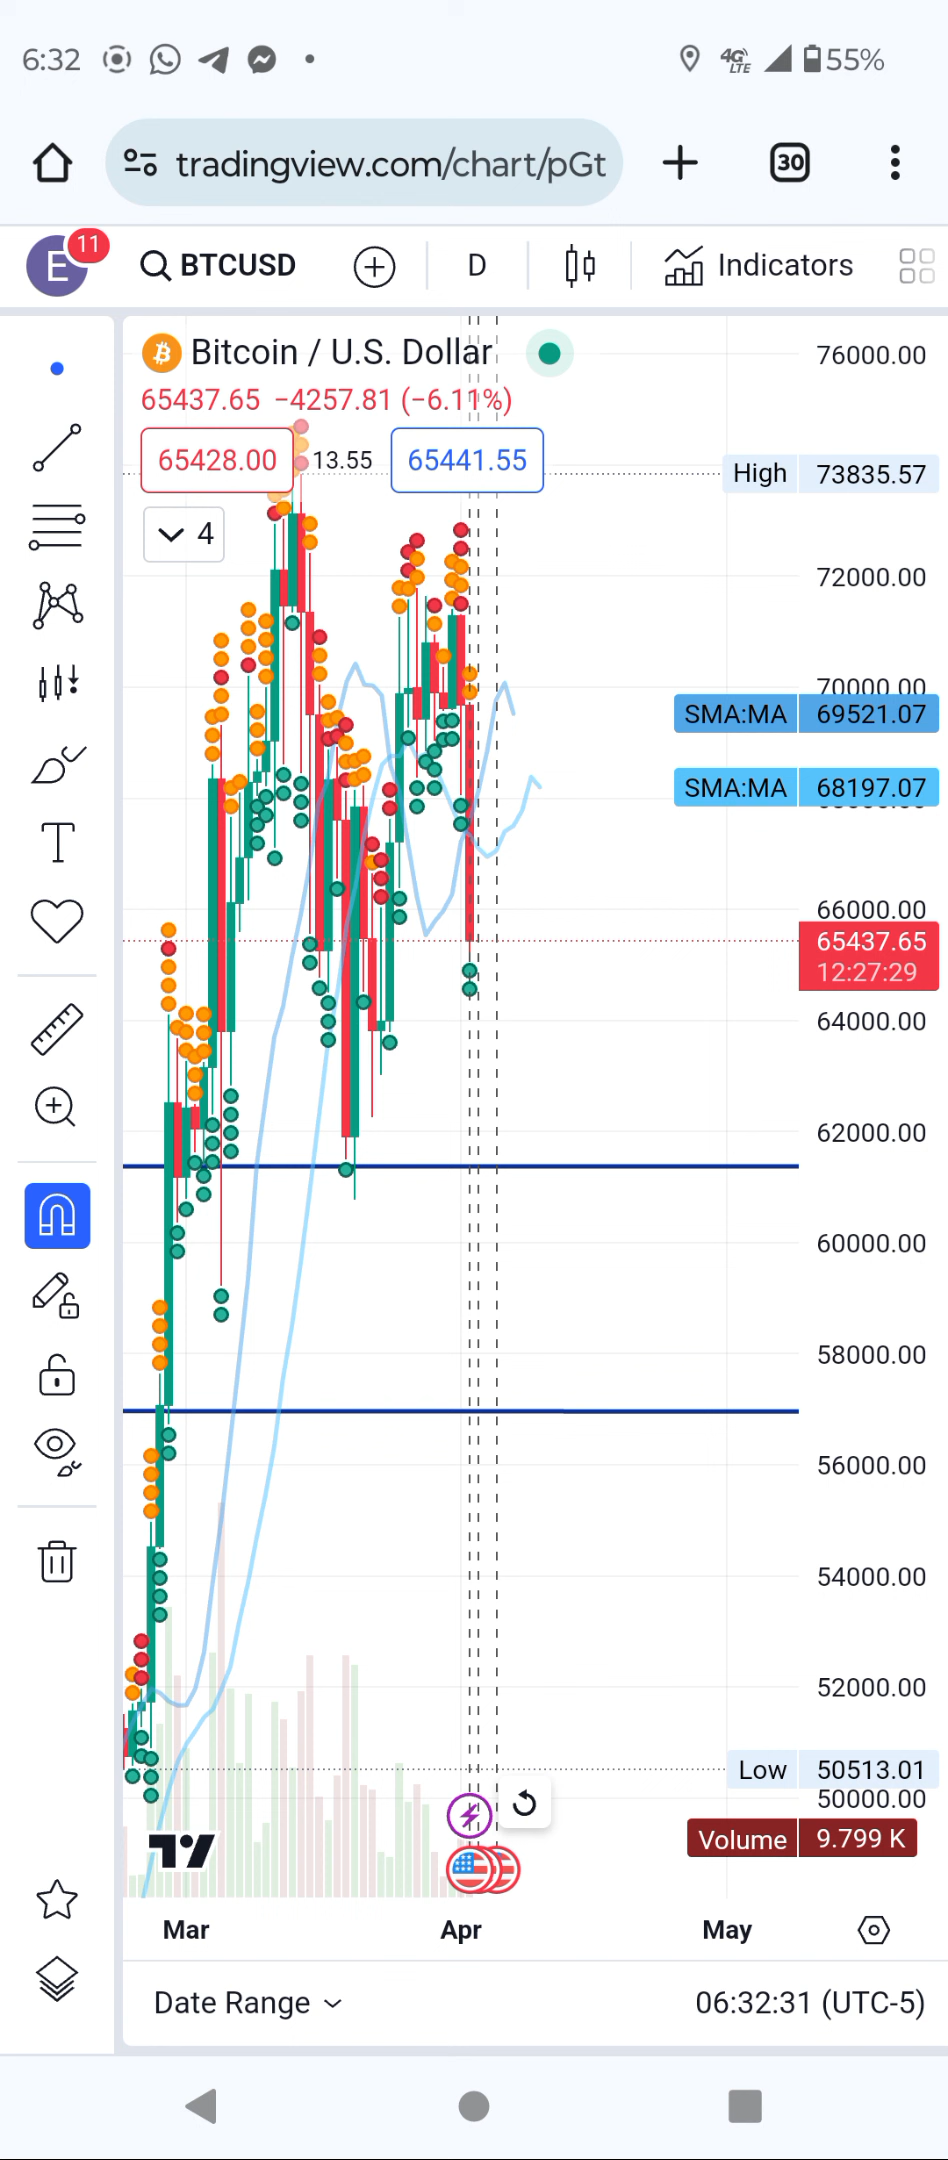 6:32
4G LTE 55%
tradingview.com/chart/pGt
30
E 11 BTCUSD D Indicators
Bitcoin / U.S. Dollar
65437.65 −4257.81 (−6.11%)
65428.00 13.55 65441.55
4
76000.00
High 73835.57
72000.00
70000.00
SMA:MA 69521.07
SMA:MA 68197.07
66000.00
65437.65
12:27:29
64000.00
62000.00
60000.00
58000.00
56000.00
54000.00
52000.00
Low 50513.01
50000.00
Volume 9.799 K
Mar Apr May
Date Range 06:32:31 (UTC-5)